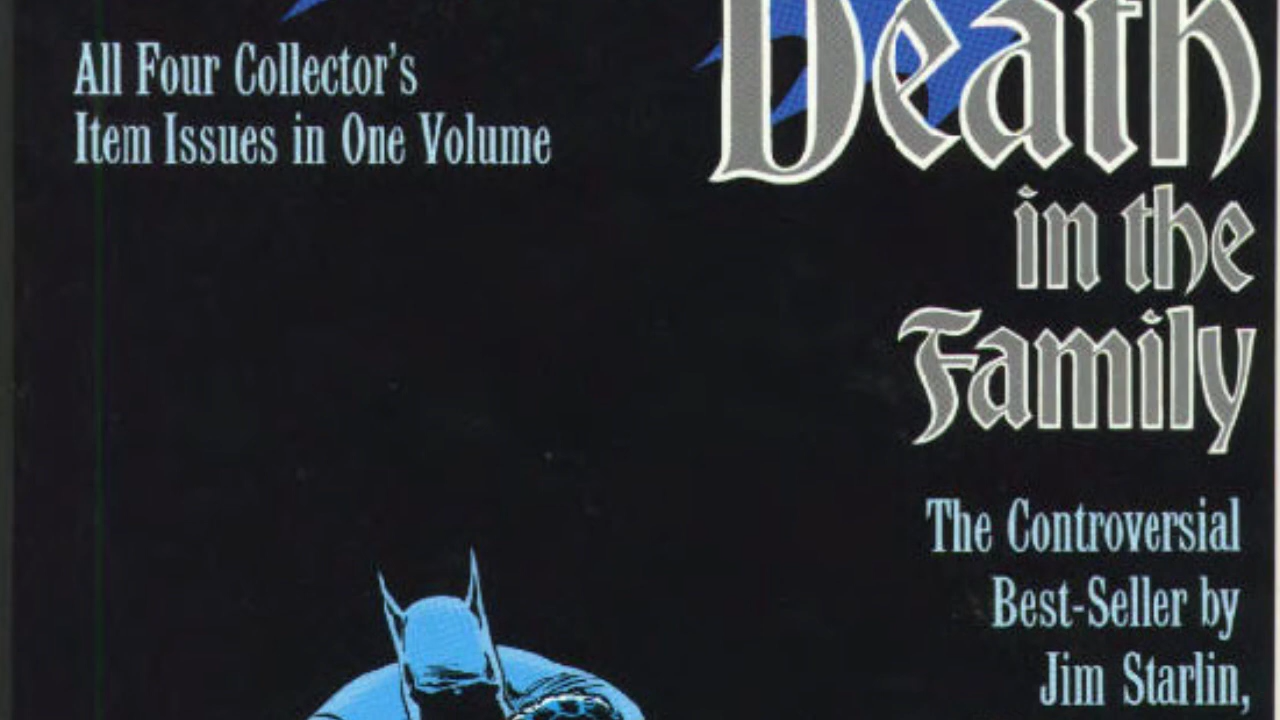 All Four Collector's
Item Issues in One Volume
Death
in the
Family
The Controversial
Best-Seller by
Jim Starlin,